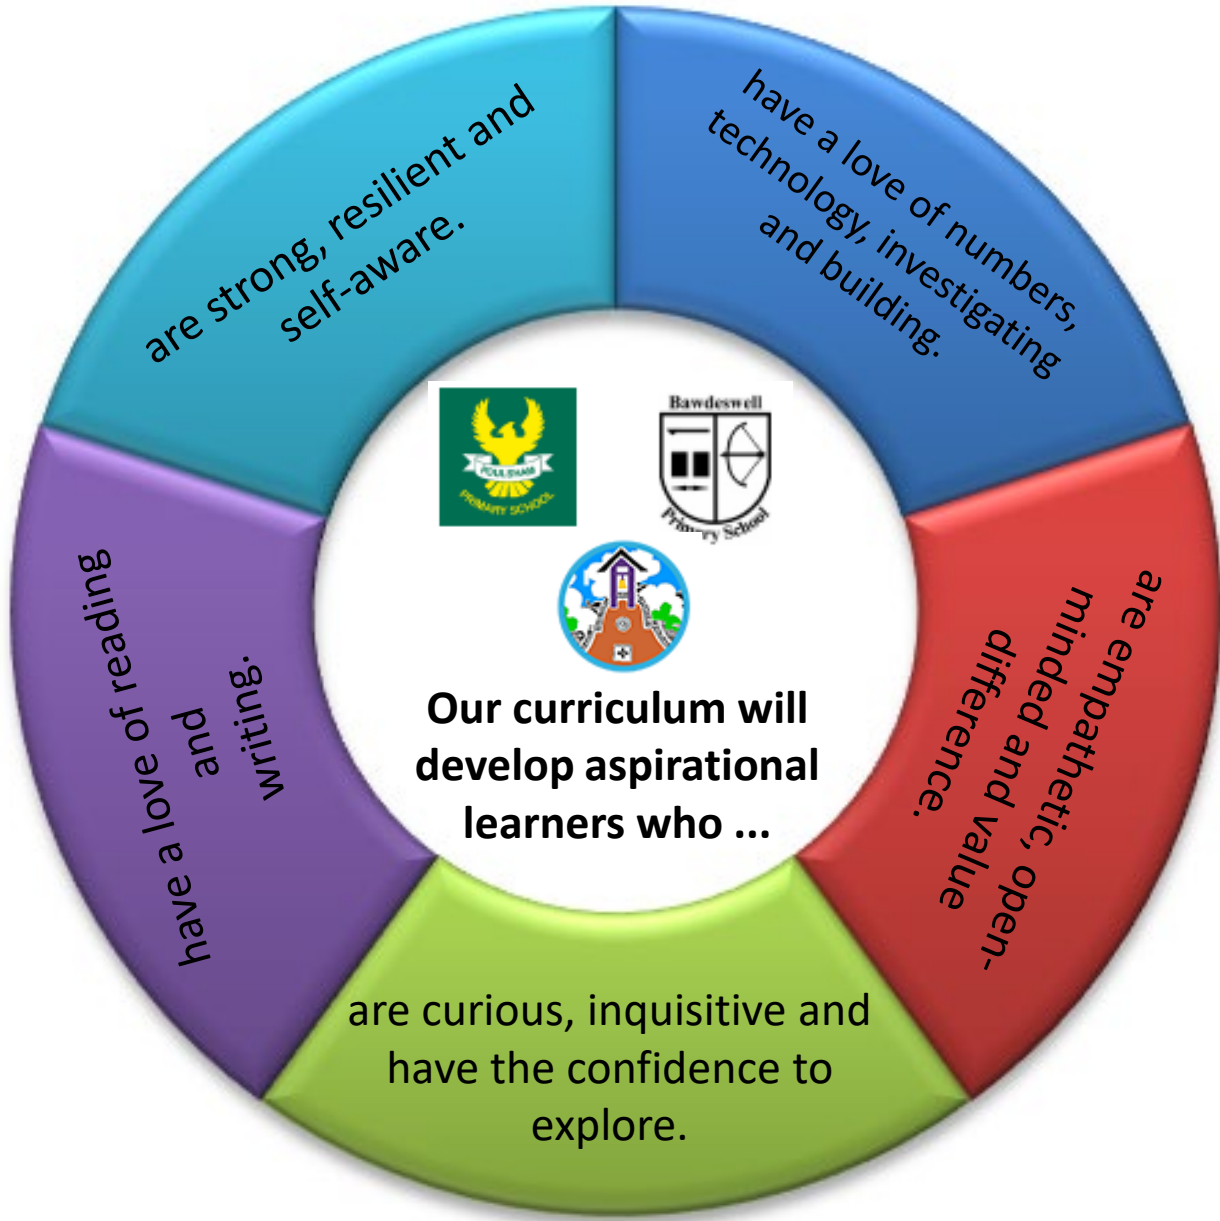 have a love of numbers,
technology, investigating
and building.
are empathetic, open-
minded and value
difference.
are curious, inquisitive and
have the confidence to
explore.
have a love of reading
and
writing.
are strong, resilient and
self-aware.
FOULSHAM
PRIMARY SCHOOL
Bawdeswell
Primary School
Our curriculum will
develop aspirational
learners who ...